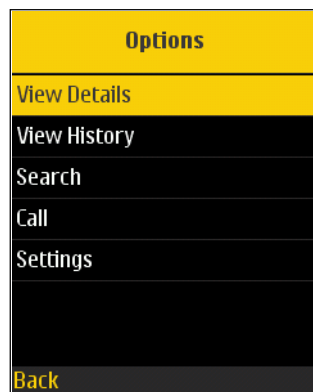 Options
View Details
View History
Search
Call
Settings
Back